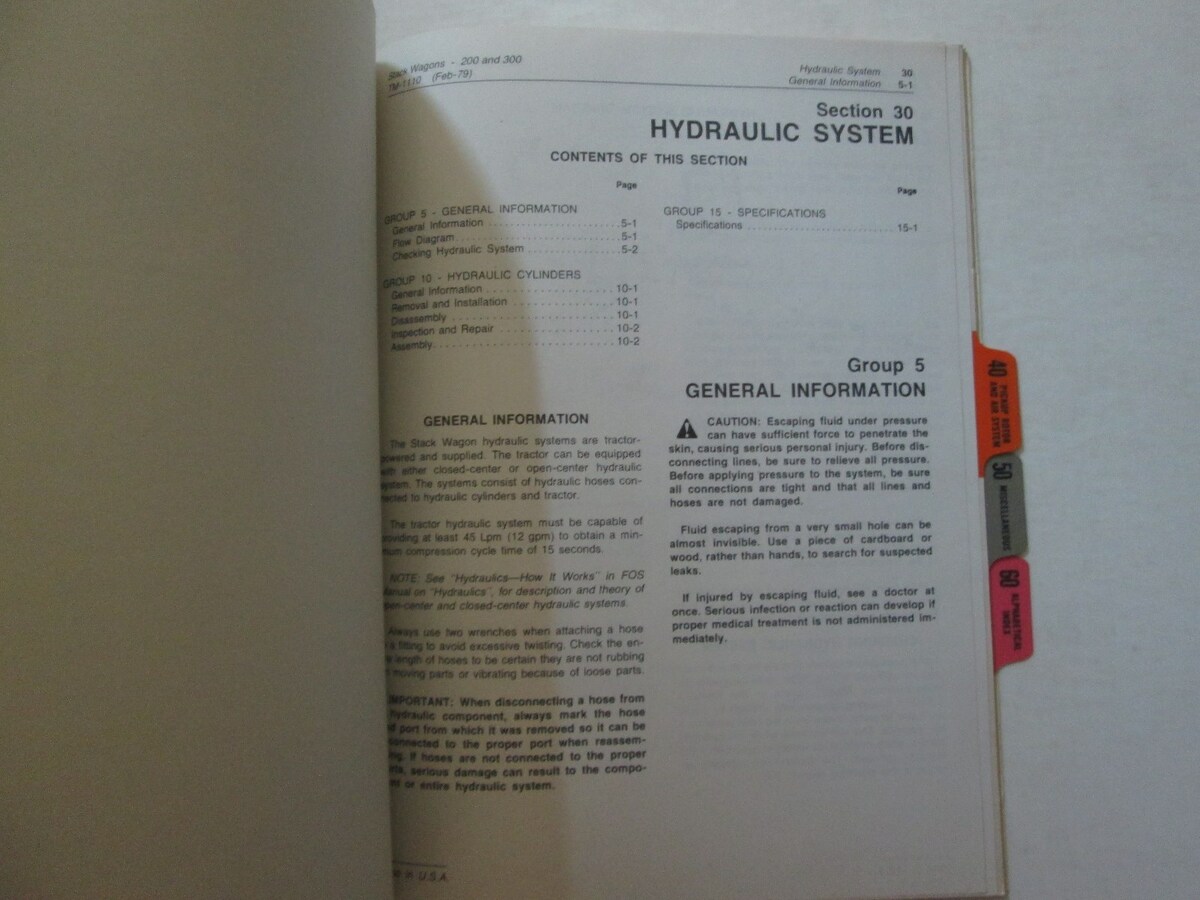 Stack Wagons - 200 and 300
TM-1110 (Feb-79)
Hydraulic System 30
General Information 5-1
Section 30
HYDRAULIC SYSTEM
CONTENTS OF THIS SECTION
Page
GROUP 5 - GENERAL INFORMATION
General Information 5-1
Flow Diagram 5-1
Checking Hydraulic System 5-2
GROUP 10 - HYDRAULIC CYLINDERS
General Information 10-1
Removal and Installation 10-1
Disassembly 10-1
Inspection and Repair 10-2
Assembly 10-2
Page
GROUP 15 - SPECIFICATIONS
Specifications 15-1
GENERAL INFORMATION
The Stack Wagon hydraulic systems are tractor-
powered and supplied. The tractor can be equipped
with either closed-center or open-center hydraulic
system. The systems consist of hydraulic hoses con-
nected to hydraulic cylinders and tractor.
The tractor hydraulic system must be capable of
providing at least 45 Lpm (12 gpm) to obtain a min-
imum compression cycle time of 15 seconds.
NOTE: See "Hydraulics—How It Works" in FOS
Manual on "Hydraulics", for description and theory of
open-center and closed-center hydraulic systems.
Always use two wrenches when attaching a hose
a fitting to avoid excessive twisting. Check the en-
length of hoses to be certain they are not rubbing
moving parts or vibrating because of loose parts.
IMPORTANT: When disconnecting a hose from
hydraulic component, always mark the hose
port from which it was removed so it can be
connected to the proper port when reassem-
If hoses are not connected to the proper
serious damage can result to the compo-
or entire hydraulic system.
in U.S.A.
Group 5
GENERAL INFORMATION
CAUTION: Escaping fluid under pressure
can have sufficient force to penetrate the
skin, causing serious personal injury. Before dis-
connecting lines, be sure to relieve all pressure.
Before applying pressure to the system, be sure
all connections are tight and that all lines and
hoses are not damaged.
Fluid escaping from a very small hole can be
almost invisible. Use a piece of cardboard or
wood, rather than hands, to search for suspected
leaks.
If injured by escaping fluid, see a doctor at
once. Serious infection or reaction can develop if
proper medical treatment is not administered im-
mediately.
40 PICKUP ROTOR
AND AIR SYSTEM
50 MISCELLANEOUS
60 ALPHABETICAL
INDEX